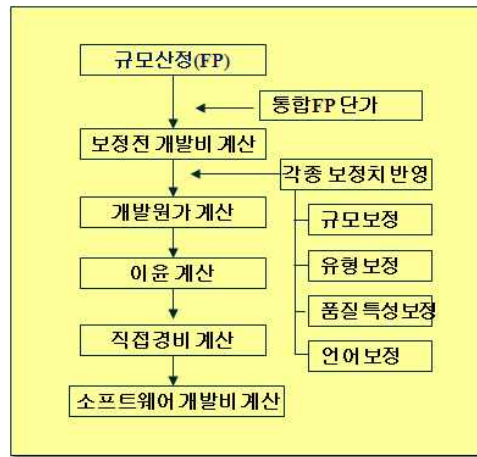 규모산정(FP)
통합FP 단가
보정전 개발비 계산
각종 보정치 반영
개발원가 계산
규모보정
이윤 계산
유형 보정
품질 특성 보정
직접경비 계산
언어 보정
소프트웨어 개발비 계산